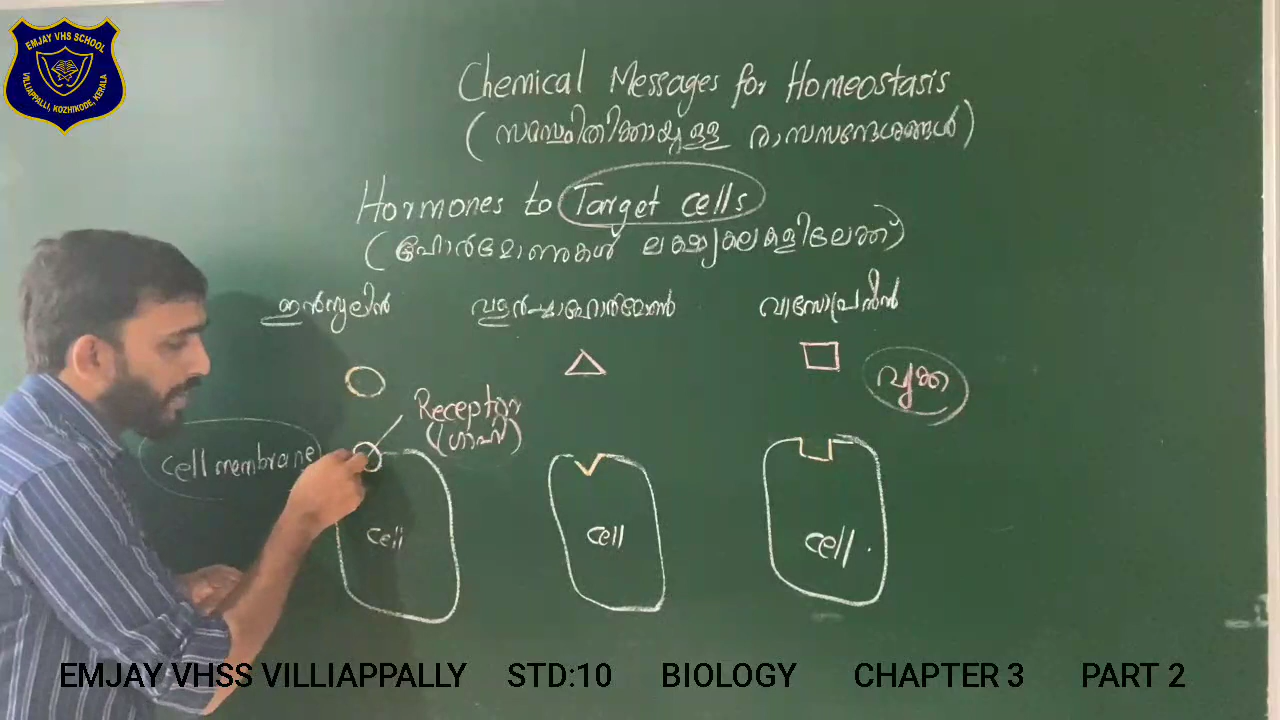 EMJAY VHS SCHOOL
VILLIAPPALLI, KOZHIKODE, KERALA
Chemical Messages for Homeostasis
(സമസ്ഥിതിക്കായുള്ള രാസസന്ദേശങ്ങൾ)
Hormones to Target cells
(ഹോർമോണുകൾ ലക്ഷ്യകലകളിലേക്ക്)
ഇൻസുലിൻ വളർച്ചാഹോർമോൺ വാസോപ്രസിൻ
വൃക്ക
Receptor
(ഗ്രാഹി)
cell membrane
cell cell cell
EMJAY VHSS VILLIAPPALLY STD:10 BIOLOGY CHAPTER 3 PART 2